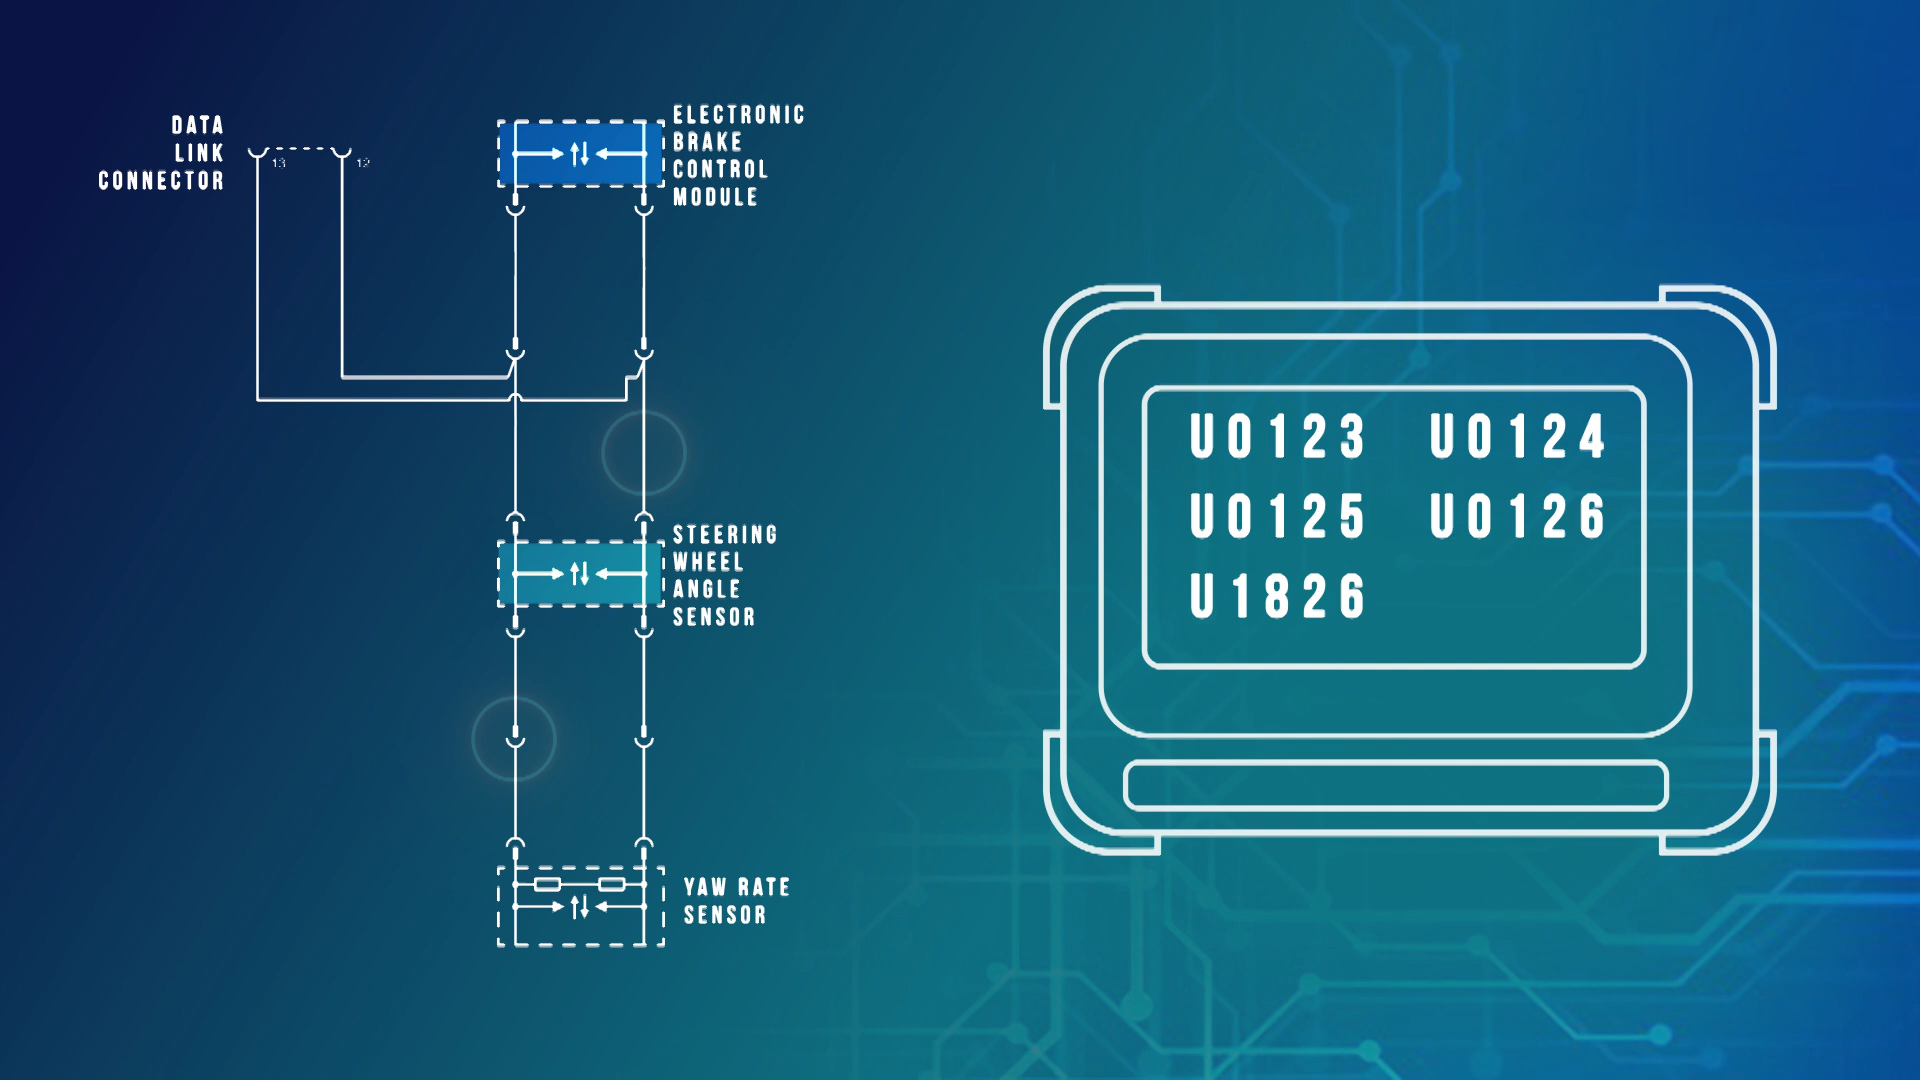 DATA
LINK
CONNECTOR
13
12
ELECTRONIC
BRAKE
CONTROL
MODULE
STEERING
WHEEL
ANGLE
SENSOR
YAW RATE
SENSOR
U0123 U0124
U0125 U0126
U1826